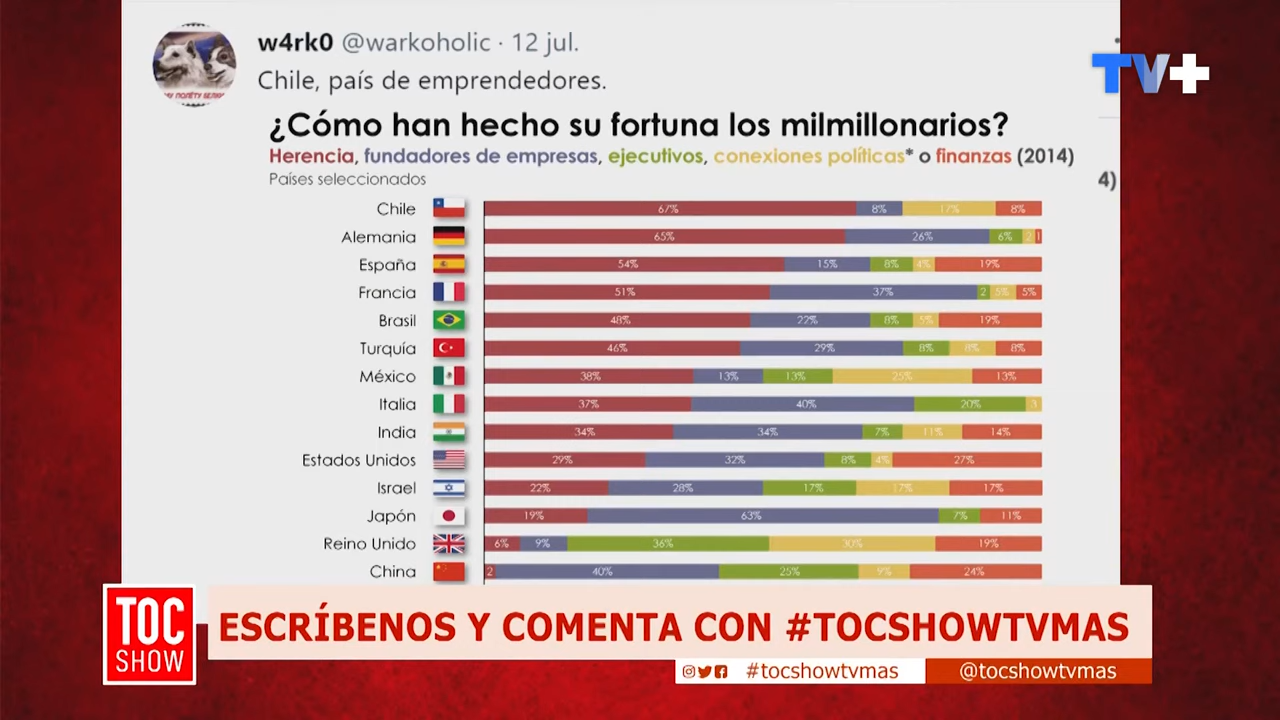 w4rk0 @warkoholic · 12 jul.
Chile, país de emprendedores.
TV+
¿Cómo han hecho su fortuna los milmillonarios?
Herencia, fundadores de empresas, ejecutivos, conexiones políticas* o finanzas (2014)
Países seleccionados
4)
Chile 67% 8% 17% 8%
Alemania 65% 26% 6% 2 1
España 54% 15% 8% 4% 19%
Francia 51% 37% 2 5% 5%
Brasil 48% 22% 8% 5% 19%
Turquía 46% 29% 8% 8% 8%
México 38% 13% 13% 25% 13%
Italia 37% 40% 20% 3
India 34% 34% 7% 11% 14%
Estados Unidos 29% 32% 8% 4% 27%
Israel 22% 28% 17% 17% 17%
Japón 19% 63% 7% 11%
Reino Unido 6% 9% 36% 30% 19%
China 2 40% 25% 9% 24%
TOC
SHOW
ESCRÍBENOS Y COMENTA CON #TOCSHOWTVMAS
#tocshowtvmas @tocshowtvmas